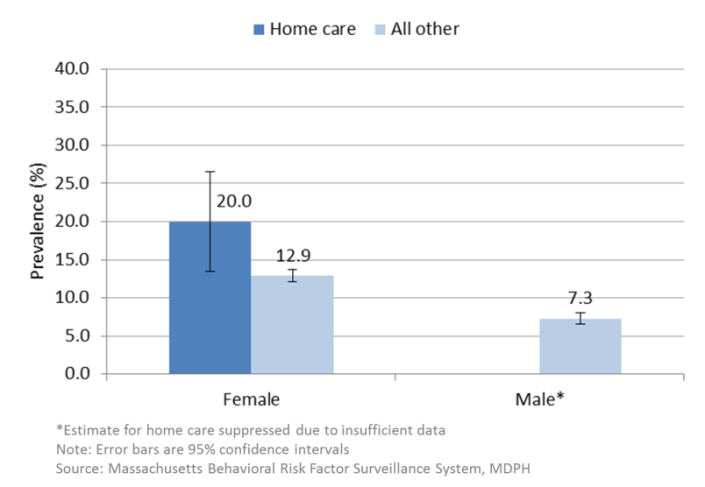 Home care All other
40.0
35.0
30.0
25.0
20.0
15.0
10.0
5.0
0.0
Prevalence (%)
20.0
12.9
7.3
Female Male*
*Estimate for home care suppressed due to insufficient data
Note: Error bars are 95% confidence intervals
Source: Massachusetts Behavioral Risk Factor Surveillance System, MDPH